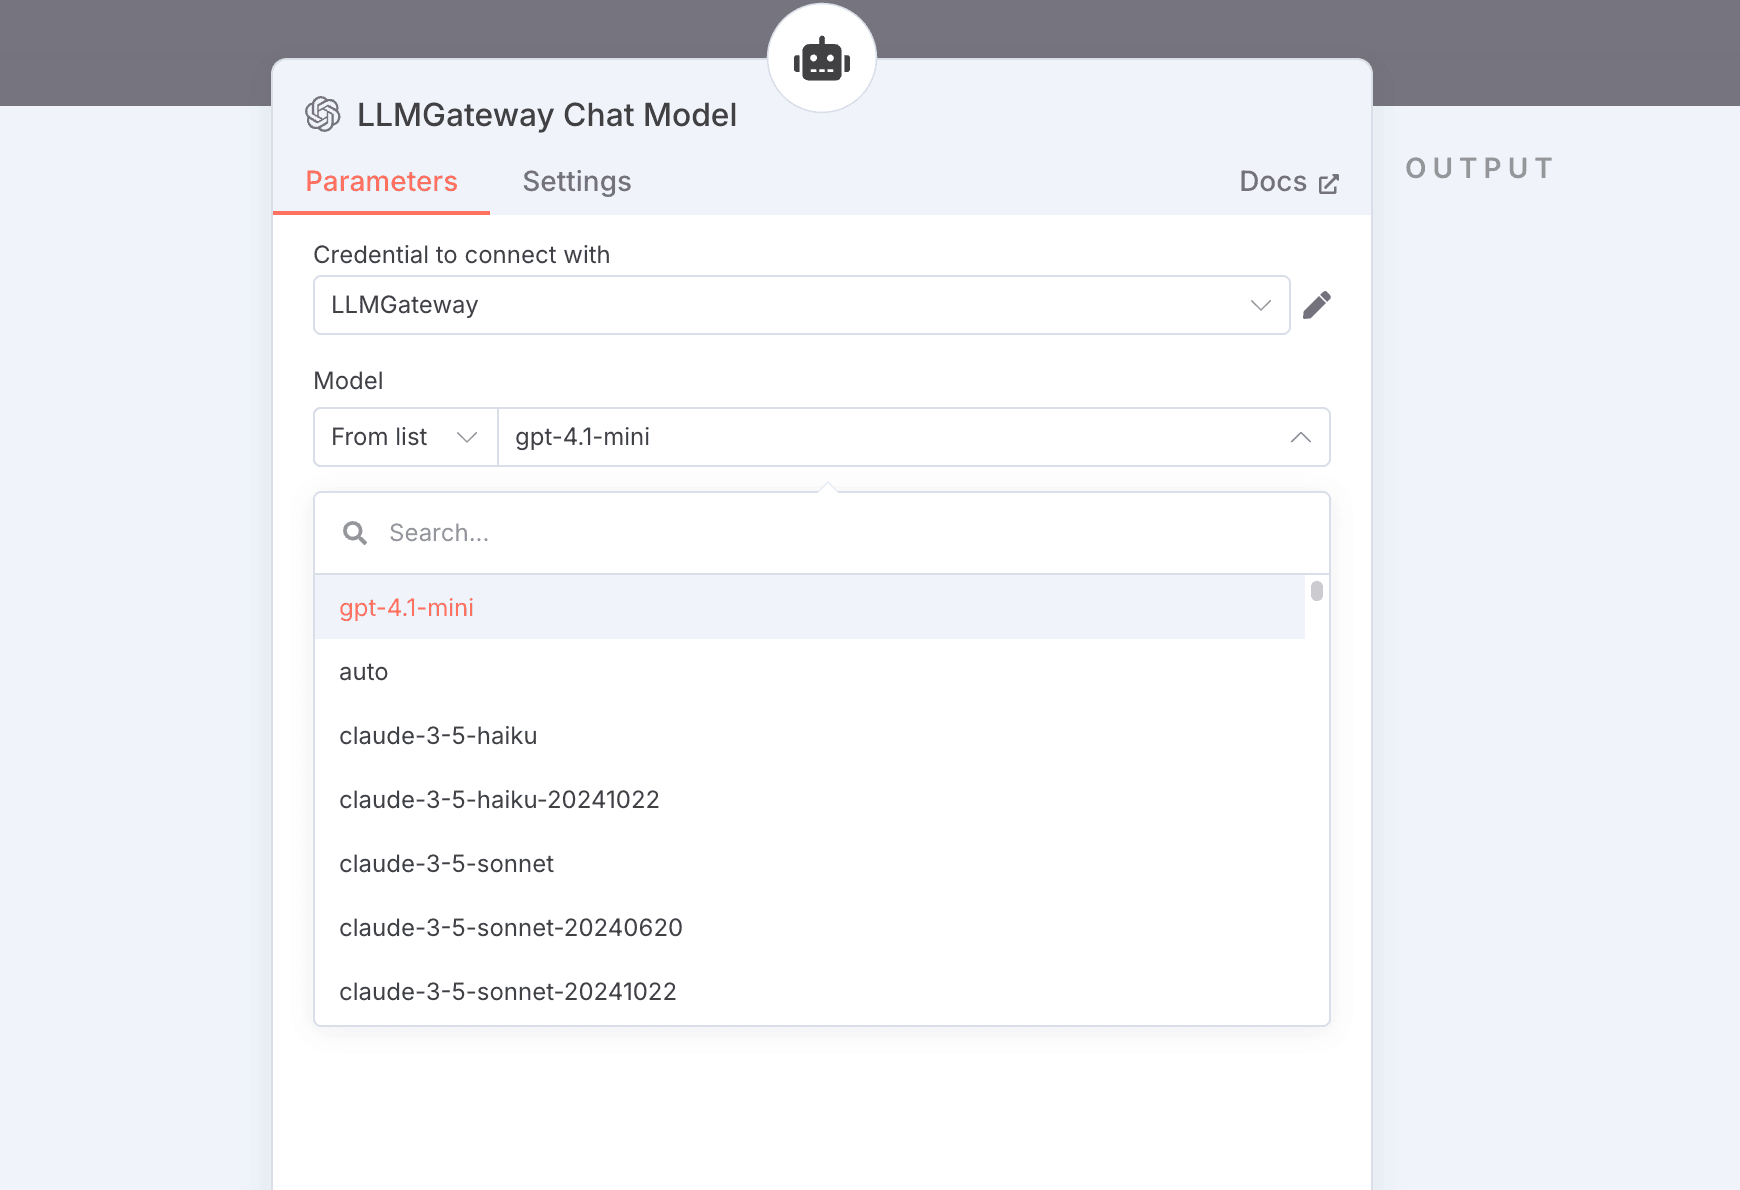 LLMGateway Chat Model
Parameters
Settings
Docs
OUTPUT
Credential to connect with
LLMGateway
Model
From list
gpt-4.1-mini
Search...
gpt-4.1-mini
auto
claude-3-5-haiku
claude-3-5-haiku-20241022
claude-3-5-sonnet
claude-3-5-sonnet-20240620
claude-3-5-sonnet-20241022